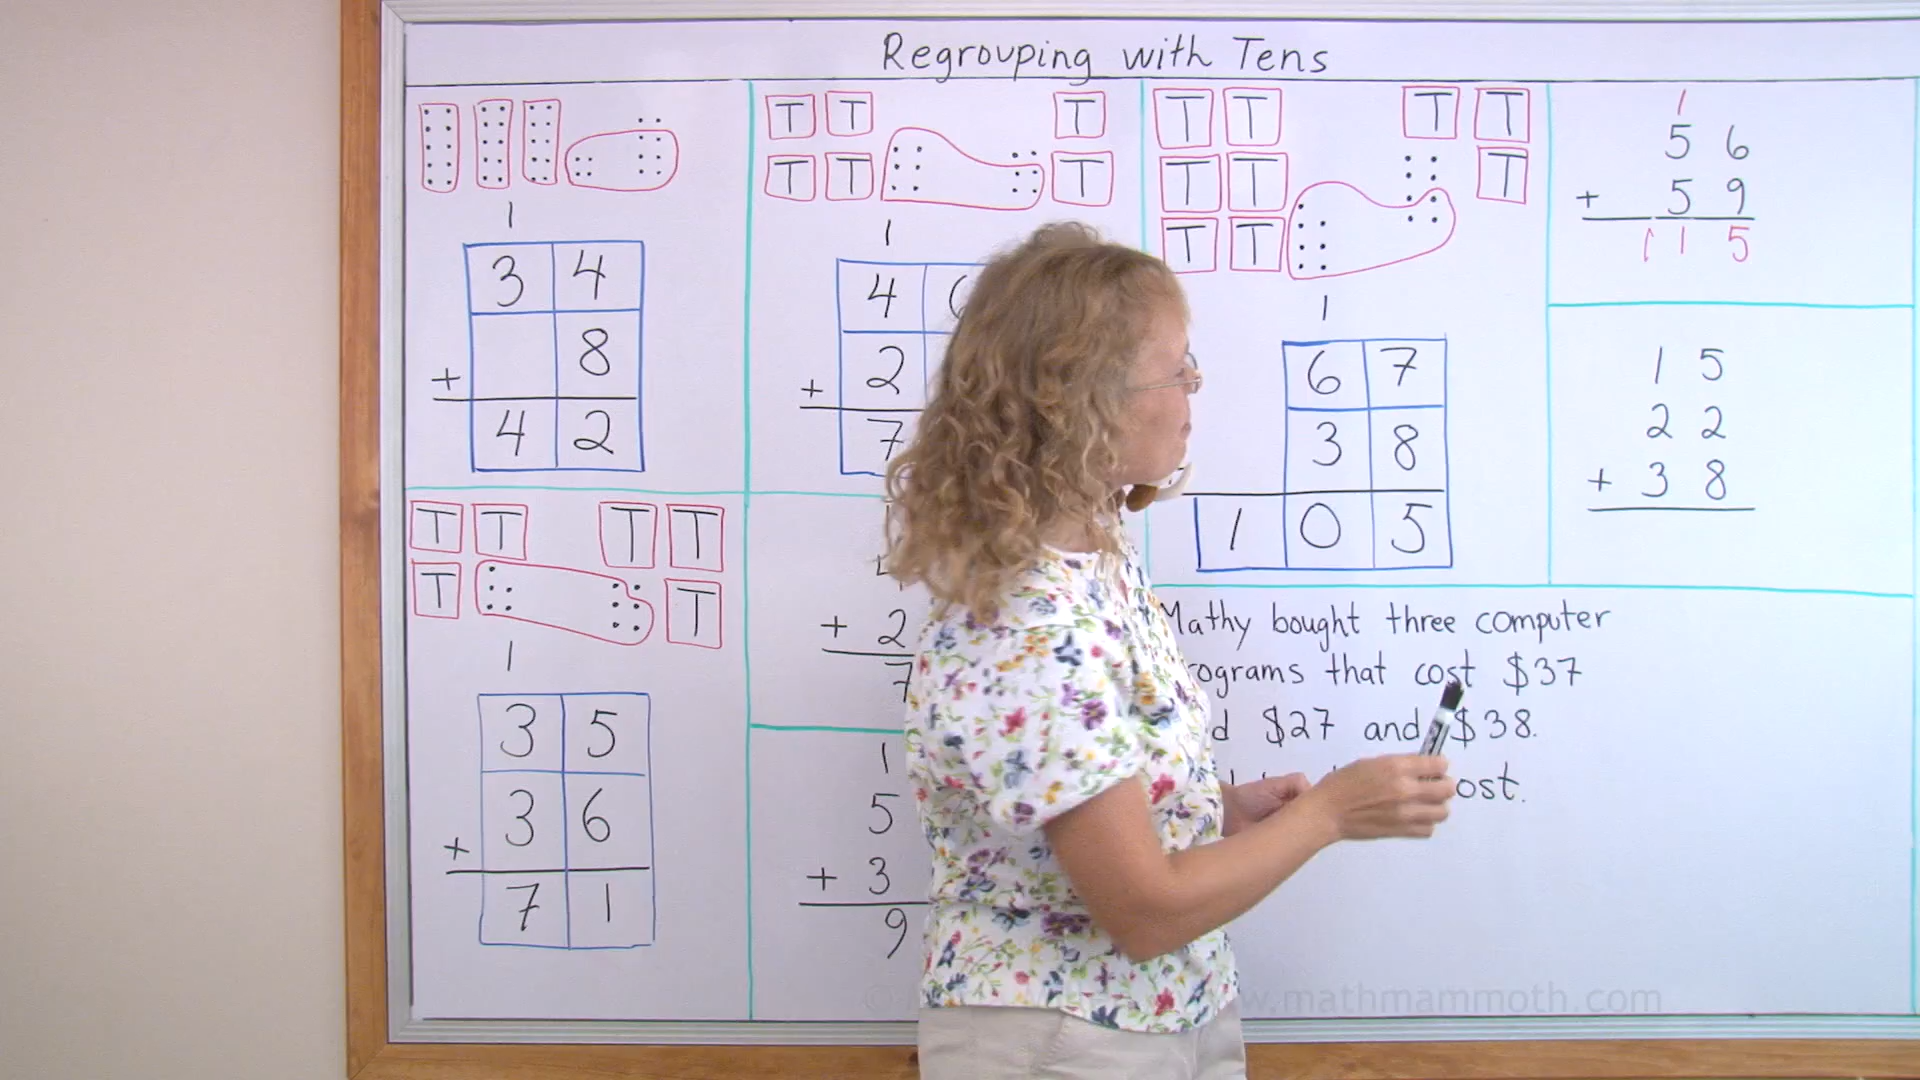 Regrouping with Tens
T T T
T T T
T T T T
T T T
T T
1
3 4
+ 8
4 2
1
4
+ 2
7
1
6 7
3 8
1 0 5
1
5 6
+ 5 9
1 1 5
1 5
2 2
+ 3 8
T T T T
T T
1
3 5
+ 3 6
7 1
+ 2
7
1
5
+ 3
9
Mathy bought three computer
that cost $37
$27 and $38.
www.mathmammoth.com